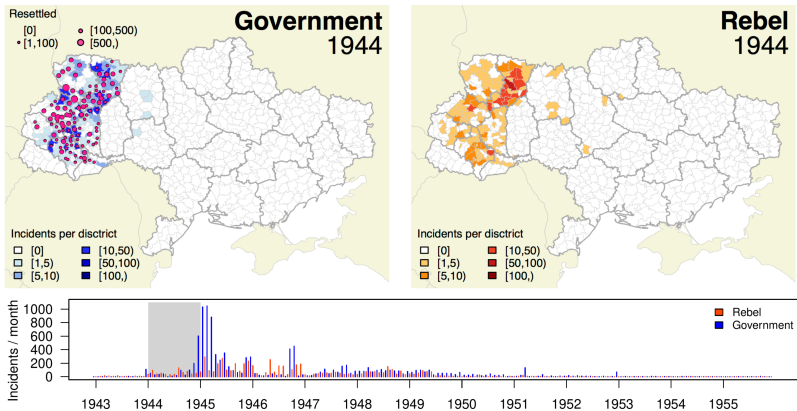 Resettled
[0] [100,500)
[1,100) [500,)
Government
1944
Incidents per disctrict
[0] [10,50)
[1,5) [50,100)
[5,10) [100,)
Rebel
1944
Incidents per disctrict
[0] [10,50)
[1,5) [50,100)
[5,10) [100,)
Incidents / month
1000
800
600
400
200
0
Rebel
Government
1943 1944 1945 1946 1947 1948 1949 1950 1951 1952 1953 1954 1955